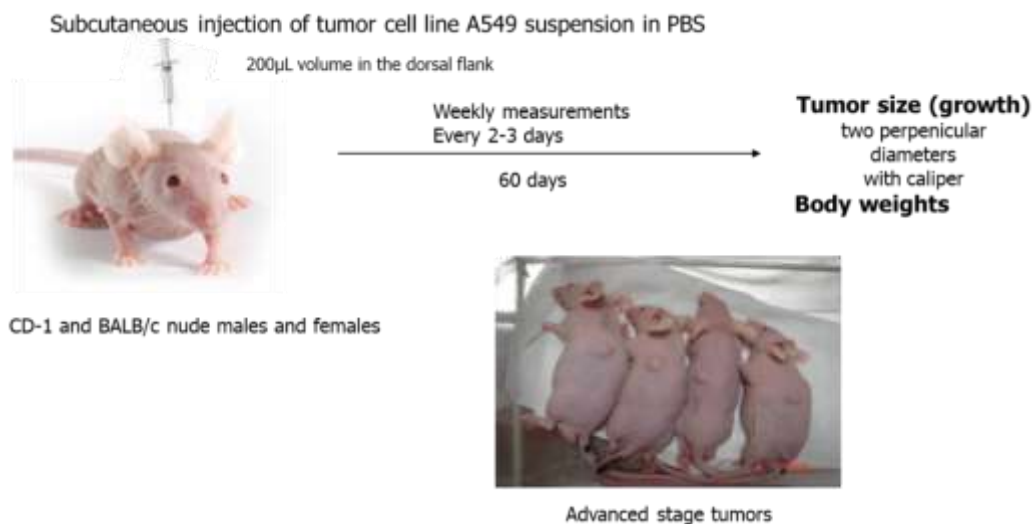 Subcutaneous injection of tumor cell line A549 suspension in PBS
200µL volume in the dorsal flank
Weekly measurements
Every 2-3 days
60 days
Tumor size (growth)
two perpenicular
diameters
with caliper
Body weights
CD-1 and BALB/c nude males and females
Advanced stage tumors